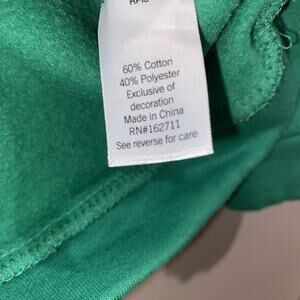 60% Cotton
40% Polyester
Exclusive of
decoration
Made in China
RN#162711
See reverse for care